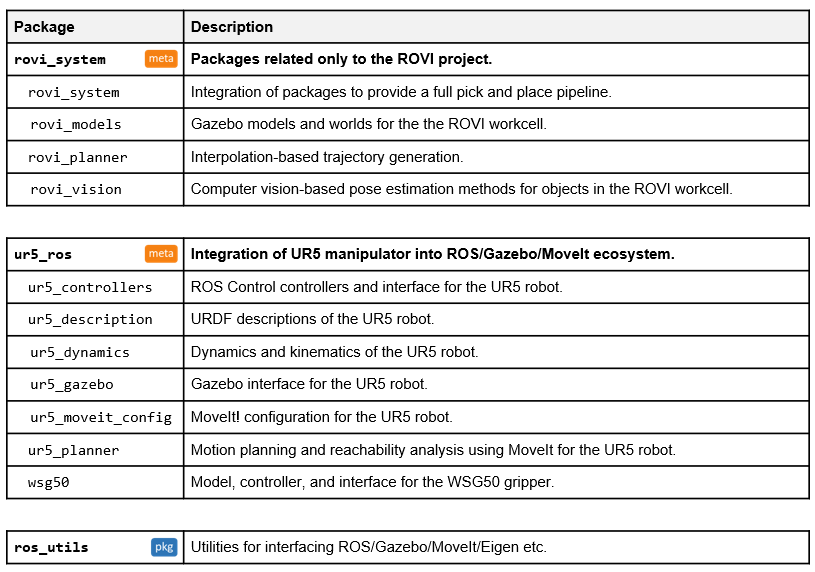 Package Description
rovi_system meta Packages related only to the ROVI project.
rovi_system Integration of packages to provide a full pick and place pipeline.
rovi_models Gazebo models and worlds for the the ROVI workcell.
rovi_planner Interpolation-based trajectory generation.
rovi_vision Computer vision-based pose estimation methods for objects in the ROVI workcell.
ur5_ros meta Integration of UR5 manipulator into ROS/Gazebo/MoveIt ecosystem.
ur5_controllers ROS Control controllers and interface for the UR5 robot.
ur5_description URDF descriptions of the UR5 robot.
ur5_dynamics Dynamics and kinematics of the UR5 robot.
ur5_gazebo Gazebo interface for the UR5 robot.
ur5_moveit_config MoveIt! configuration for the UR5 robot.
ur5_planner Motion planning and reachability analysis using MoveIt for the UR5 robot.
wsg50 Model, controller, and interface for the WSG50 gripper.
ros_utils pkg Utilities for interfacing ROS/Gazebo/MoveIt/Eigen etc.